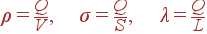 ρ = Q/V, σ = Q/S, λ = Q/L